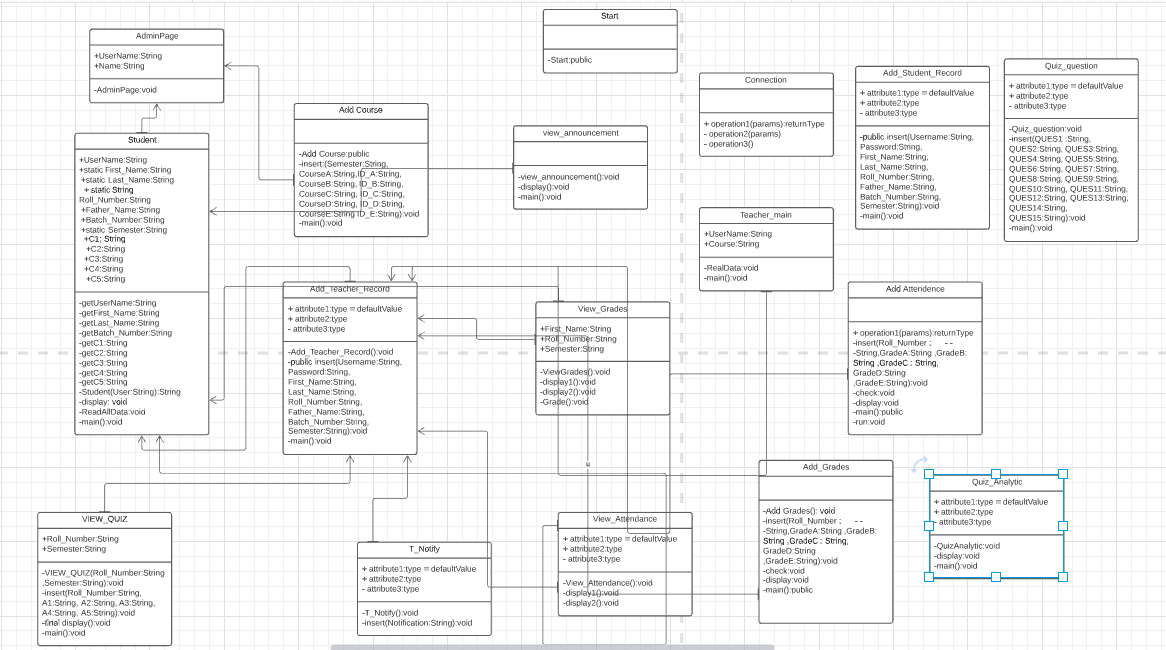 Start
-Start:public
AdminPage
+UserName:String
+Name:String
-AdminPage:void
Student
+UserName:String
+static First_Name:String
+static Last_Name:String
+ static String
Roll_Number:String
+Father_Name:String
+Batch_Number:String
+static Semester:String
+C1; String
+C2:String
+C3:String
+C4:String
+C5:String
-getUserName:String
-getFirst_Name:String
-getLast_Name:String
-getBatch_Number:String
-getC1:String
-getC2:String
-getC3:String
-getC4:String
-getC5:String
-Student(User:String):String
-display: void
-ReadAllData:void
-main():void
Add Course
-Add Course:public
-insert:(Semester:String,
CourseA:String,ID_A:String,
CourseB:String, ID_B:String,
CourseC:String, ID_C:String,
CourseD:String, ID_D:String,
CourseE:String,ID_E:String):void
-main():void
view_announcement
-view_announcement():void
-display():void
-main():void
Connection
+ operation1(params):returnType
- operation2(params)
- operation3()
Add_Student_Record
+ attribute1:type = defaultValue
+ attribute2:type
- attribute3:type
-public insert(Username:String,
Password:String,
First_Name:String,
Last_Name:String,
Roll_Number:String,
Father_Name:String,
Batch_Number:String,
Semester:String):void
-main():void
Quiz_question
+ attribute1:type = defaultValue
+ attribute2:type
- attribute3:type
-Quiz_question:void
-insert(QUES1 :String,
QUES2:String, QUES3:String,
QUES4:String, QUES5:String,
QUES6:String, QUES7:String,
QUES8:String, QUES9:String,
QUES10:String, QUES11:String,
QUES12:String, QUES13:String,
QUES14:String,
QUES15:String):void
-main():void
Teacher_main
+UserName:String
+Course:String
-RealData:void
-main():void
Add_Teacher_Record
+ attribute1:type = defaultValue
+ attribute2:type
- attribute3:type
-Add_Teacher_Record():void
-public insert(Username:String,
Password:String,
First_Name:String,
Last_Name:String,
Roll_Number:String,
Father_Name:String,
Batch_Number:String,
Semester:String):void
-main():void
View_Grades
+First_Name:String
+Roll_Number:String
+Semester:String
-ViewGrades():void
-display1():void
-display2():void
-Grade():void
Add Attendence
+ operation1(params):returnType
-insert(Roll_Number ; --
-String,GradeA:String ,GradeB:
String ,GradeC : String,
GradeD:String
,GradeE:String):void
-check:void
-display:void
-main():public
-run:void
VIEW_QUIZ
+Roll_Number:String
+Semester:String
-VIEW_QUIZ(Roll_Number:String
,Semester:String):void
-insert(Roll_Number:String,
A1:String, A2:String, A3:String,
A4:String, A5:String):void
-final display():void
-main():void
T_Notify
+ attribute1:type = defaultValue
+ attribute2:type
- attribute3:type
-T_Notify():void
-insert(Notification:String):void
View_Attendance
+ attribute1:type = defaultValue
+ attribute2:type
- attribute3:type
-View_Attendance():void
-display1():void
-display2():void
Add_Grades
-Add Grades(): void
-insert(Roll_Number ; --
-String,GradeA:String ,GradeB:
String ,GradeC : String,
GradeD:String
,GradeE:String):void
-check:void
-display:void
-main():public
Quiz_Analytic
+ attribute1:type = defaultValue
+ attribute2:type
- attribute3:type
-QuizAnalytic:void
-display:void
-main():void